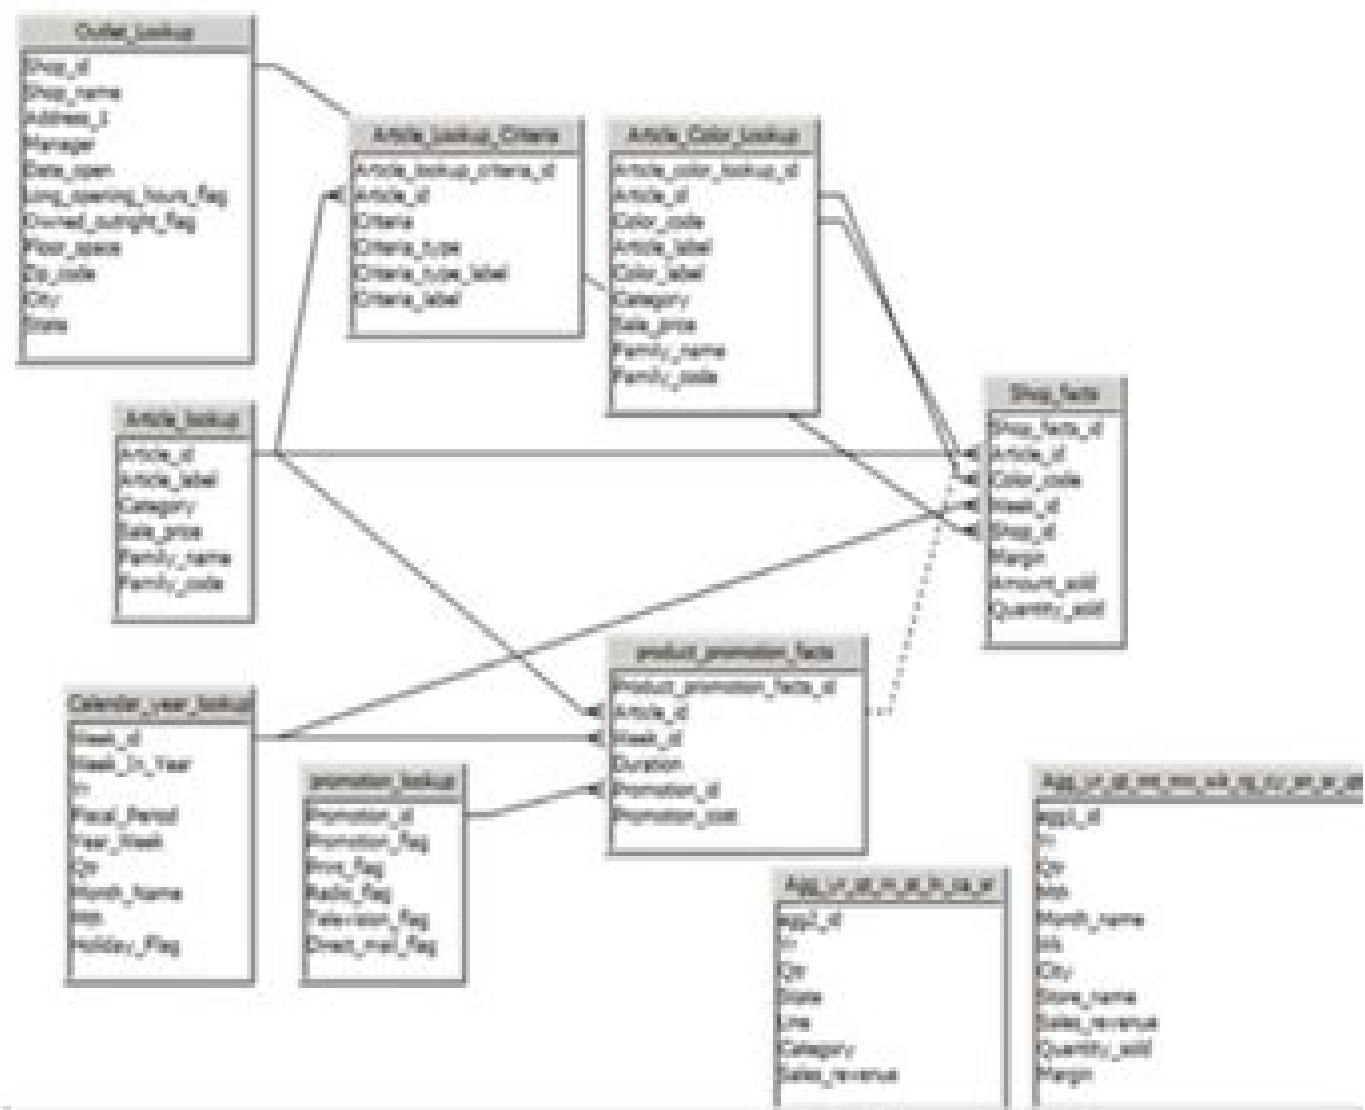 Outlet_Lookup
Shop_id
Shop_name
Address_1
Manager
Date_open
Long_opening_hours_flag
Owned_outright_flag
Floor_space
Zip_code
City
State
Article_Lookup_Criteria
Article_lookup_criteria_id
Article_id
Criteria
Criteria_type
Criteria_type_label
Criteria_label
Article_Color_Lookup
Article_color_lookup_id
Article_id
Color_code
Article_label
Color_label
Category
Sale_price
Family_name
Family_code
Shop_facts
Shop_facts_id
Article_id
Color_code
Week_id
Shop_id
Margin
Amount_sold
Quantity_sold
Article_lookup
Article_id
Article_label
Category
Sale_price
Family_name
Family_code
product_promotion_facts
Product_promotion_facts_id
Article_id
Week_id
Duration
Promotion_id
Promotion_cost
Calendar_year_lookup
Week_id
Week_In_Year
Yr
Fiscal_Period
Year_Week
Qtr
Month_Name
Mth
Holiday_Flag
promotion_lookup
Promotion_id
Promotion_flag
Print_flag
Radio_flag
Television_flag
Direct_mail_flag
agg2_id
Yr
Qtr
State
Line
Category
Sales_revenue
agg1_id
Yr
Qtr
Mth
Month_name
Wk
City
Store_name
Sales_revenue
Quantity_sold
Margin